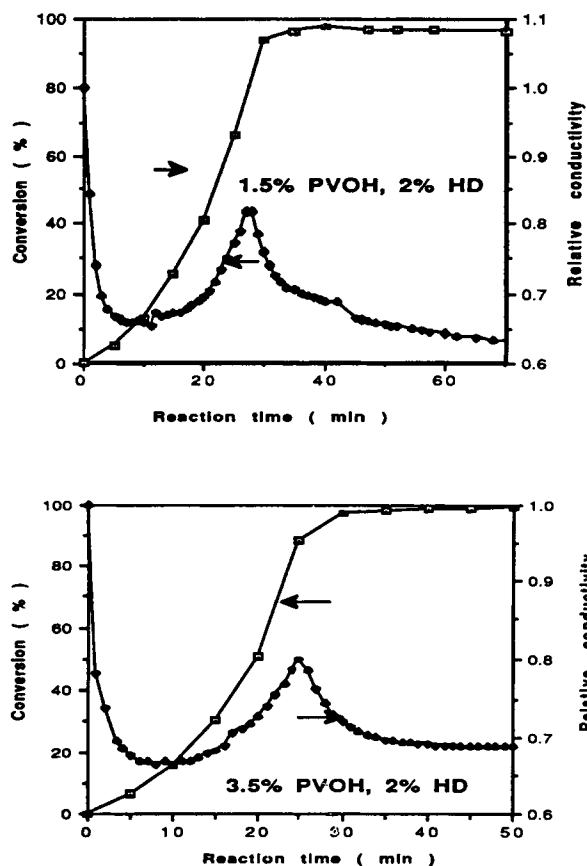 100
80
60
40
20
0
Conversion ( % )
1.1
1.0
0.9
0.8
0.7
0.6
Relative conductivity
1.5% PVOH, 2% HD
0 20 40 60
Reaction time ( min )
100
80
60
40
20
0
Conversion ( % )
1.0
0.9
0.8
0.7
0.6
Relative conductivity
3.5% PVOH, 2% HD
0 10 20 30 40 50
Reaction time ( min )